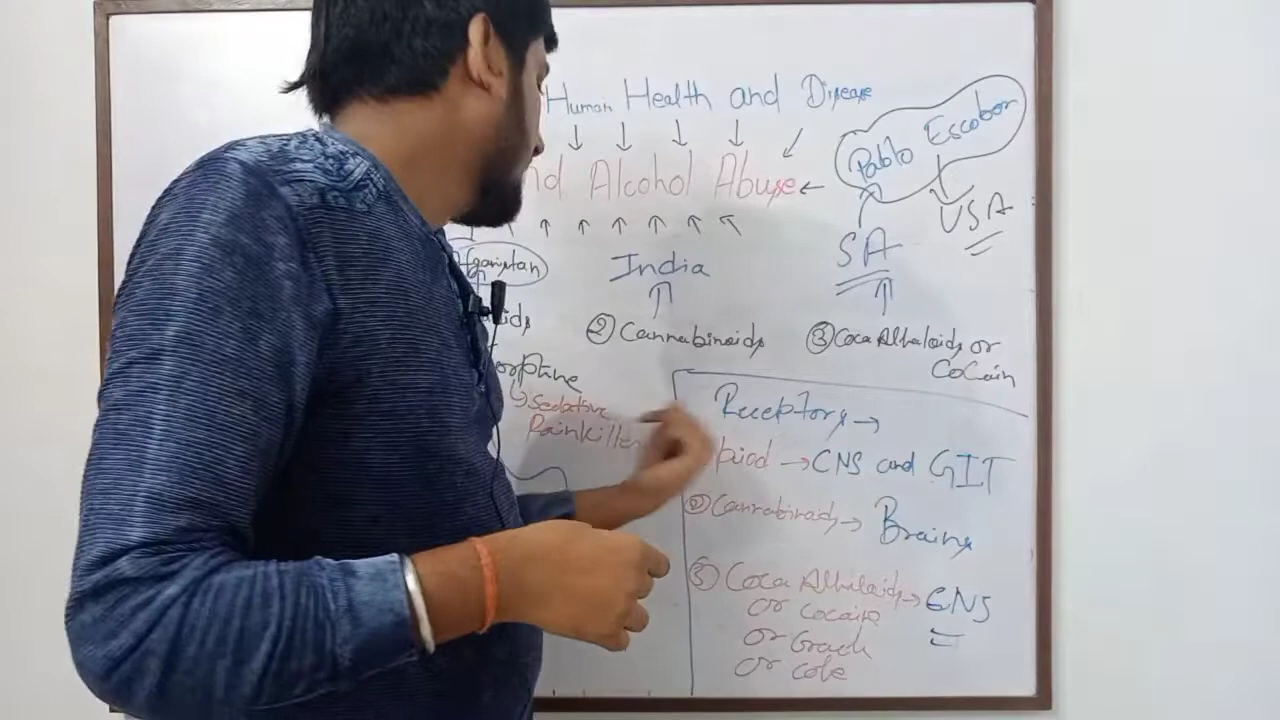 Human Health and Disease
Pablo Escobar
nd Alcohol Abuse
USA
SA
India
Afganistan
② Cannabinoids
③ Coca Alkaloids or
CoCain
orphine
Sedative
Painkiller
Receptors
pioid → CNS and GIT
② Cannabinoids → Brain
③ Coca Alkaloids → CNS
or Cocaine
or Crack
or coke